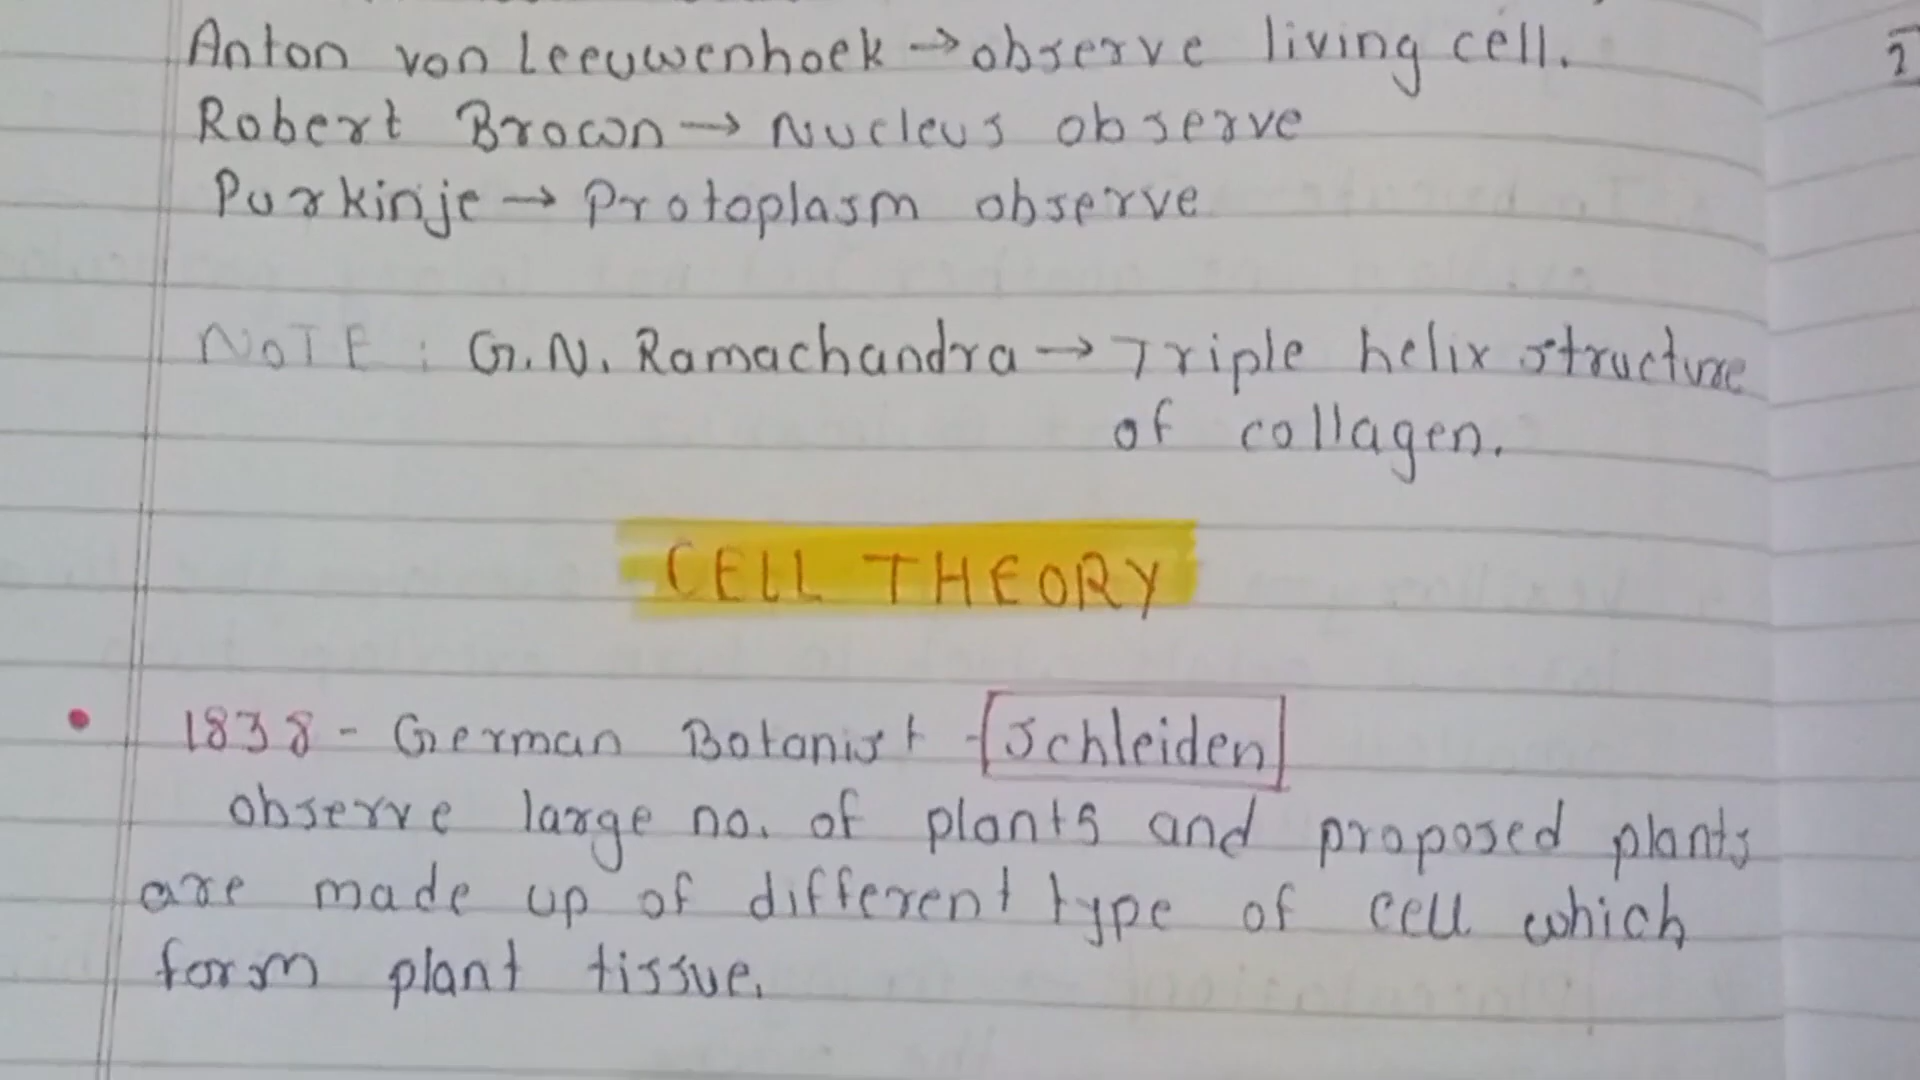 Anton von Leeuwenhoek → observe living cell.
Robert Brown → Nucleus observe
Purkinje → Protoplasm observe
NOTE : G.N. Ramachandra → Triple helix structure
of collagen.
CELL THEORY
• 1838 - German Botanist - Schleiden
observe large no. of plants and proposed plants
are made up of different type of cell which
form plant tissue.
2